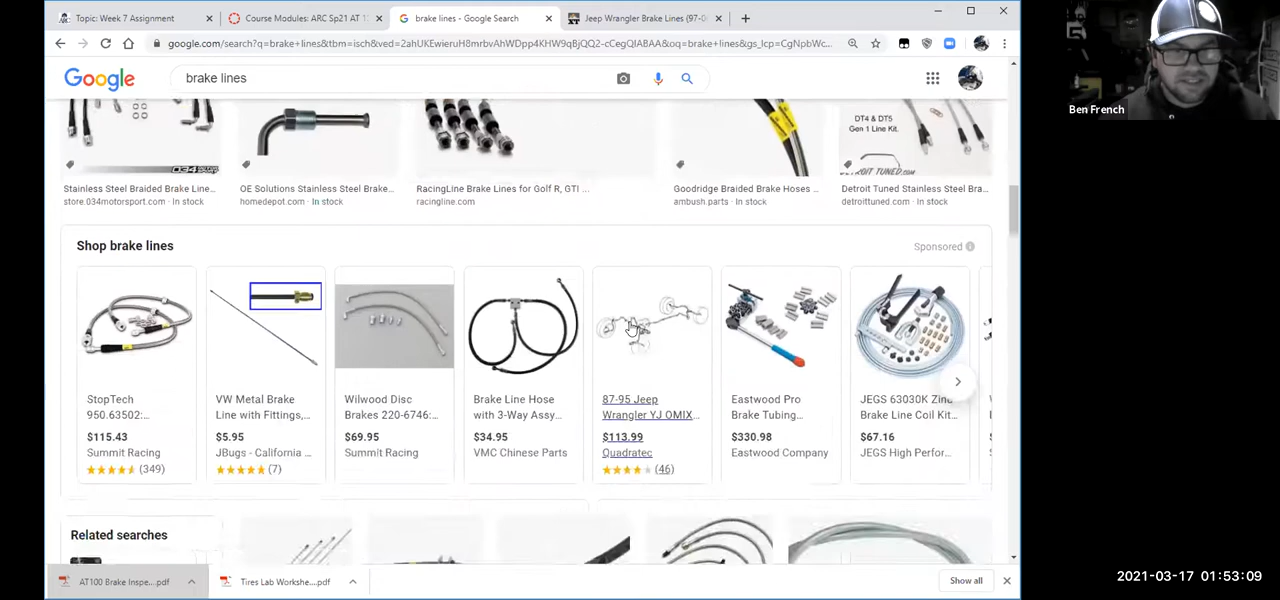 Topic: Week 7 Assignment
Course Modules: ARC Sp21 AT 1
brake lines - Google Search
Jeep Wrangler Brake Lines (97-0
google.com/search?q=brake+lines&tbm=isch&ved=2ahUKEwieruH8mrbvAhWDpp4KHW9qBjQQ2-cCegQIABAA&oq=brake+lines&gs_lcp=CgNpbWc...
Google
brake lines
034
DT4 & DT5
Gen 1 Line Kit.
DETROIT TUNED.COM
Stainless Steel Braided Brake Line...
OE Solutions Stainless Steel Brake...
RacingLine Brake Lines for Golf R, GTI ...
Goodridge Braided Brake Hoses ...
Detroit Tuned Stainless Steel Bra...
store.034motorsport.com · In stock
homedepot.com · In stock
racingline.com
ambush.parts · In stock
detroittuned.com · In stock
Shop brake lines
Sponsored
StopTech
950.63502:...
$115.43
Summit Racing
(349)
VW Metal Brake
Line with Fittings,...
$5.95
JBugs - California ...
(7)
Wilwood Disc
Brakes 220-6746:...
$69.95
Summit Racing
Brake Line Hose
with 3-Way Assy...
$34.95
VMC Chinese Parts
87-95 Jeep
Wrangler YJ OMIX...
$113.99
Quadratec
(46)
Eastwood Pro
Brake Tubing...
$330.98
Eastwood Company
JEGS 63030K Zinc
Brake Line Coil Kit...
$67.16
JEGS High Perfor...
Related searches
AT100 Brake Inspe....pdf
Tires Lab Workshe....pdf
Show all
Ben French
2021-03-17 01:53:09